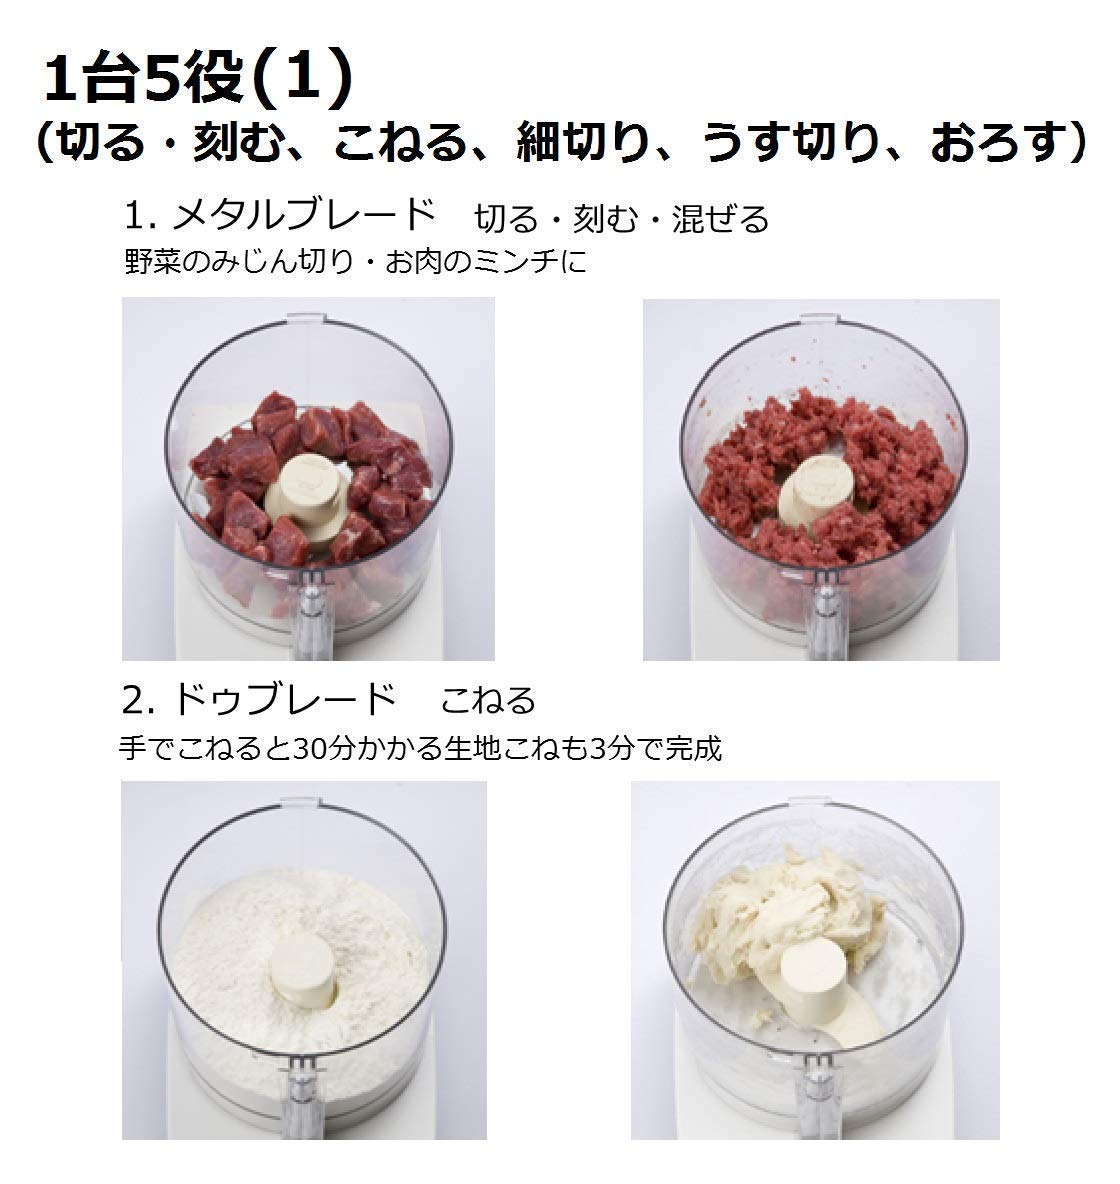 1台5役(1)
（切る・刻む、こねる、細切り、うす切り、おろす）
1. メタルブレード　切る・刻む・混ぜる
野菜のみじん切り・お肉のミンチに
2. ドゥブレード　こねる
手でこねると30分かかる生地こねも3分で完成